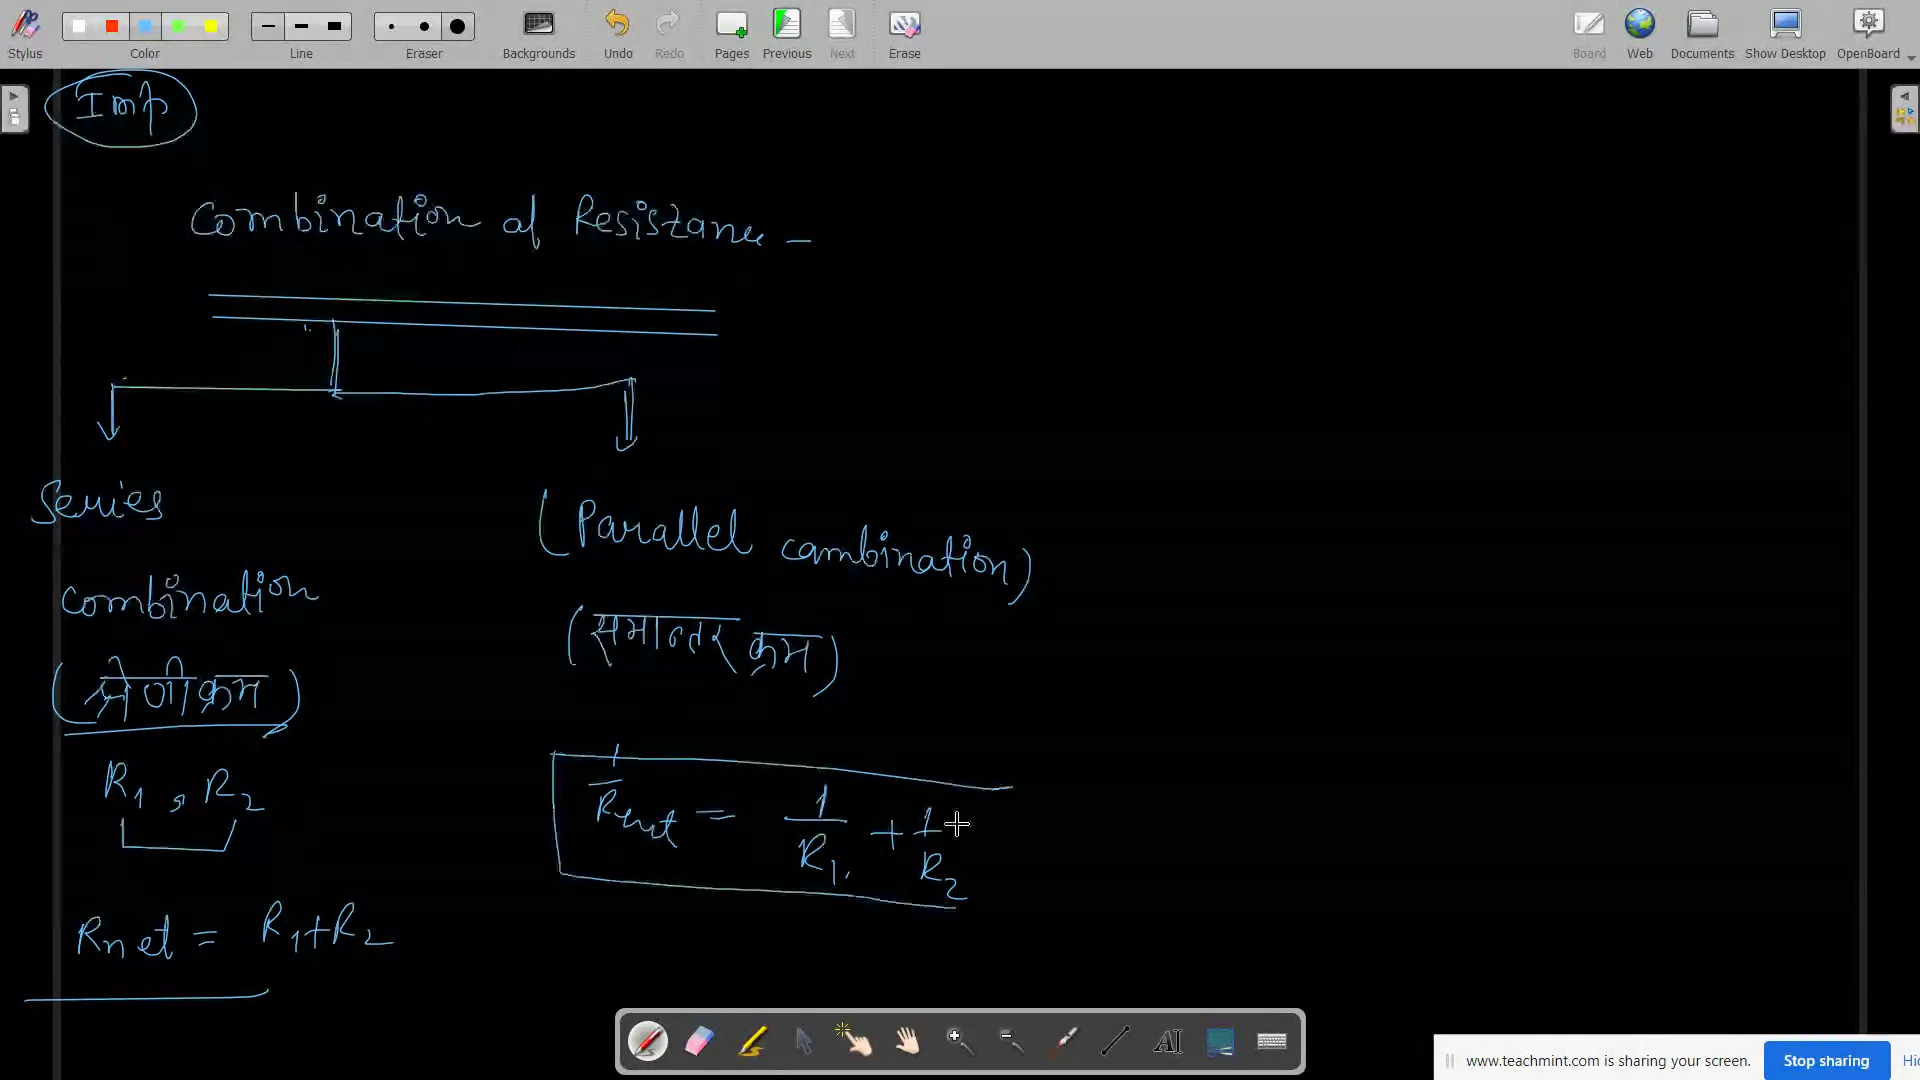 Stylus Color Line Eraser Backgrounds Undo Redo Pages Previous Next Erase Board Web Documents Show Desktop OpenBoard
Imp
Combination of Resistance -
Series
combination
(श्रेणीक्रम)
R1, R2
Rnet = R1+R2
(Parallel combination)
(समान्तर क्रम)
1/Rnet = 1/R1 + 1/R2
www.teachmint.com is sharing your screen. Stop sharing Hid